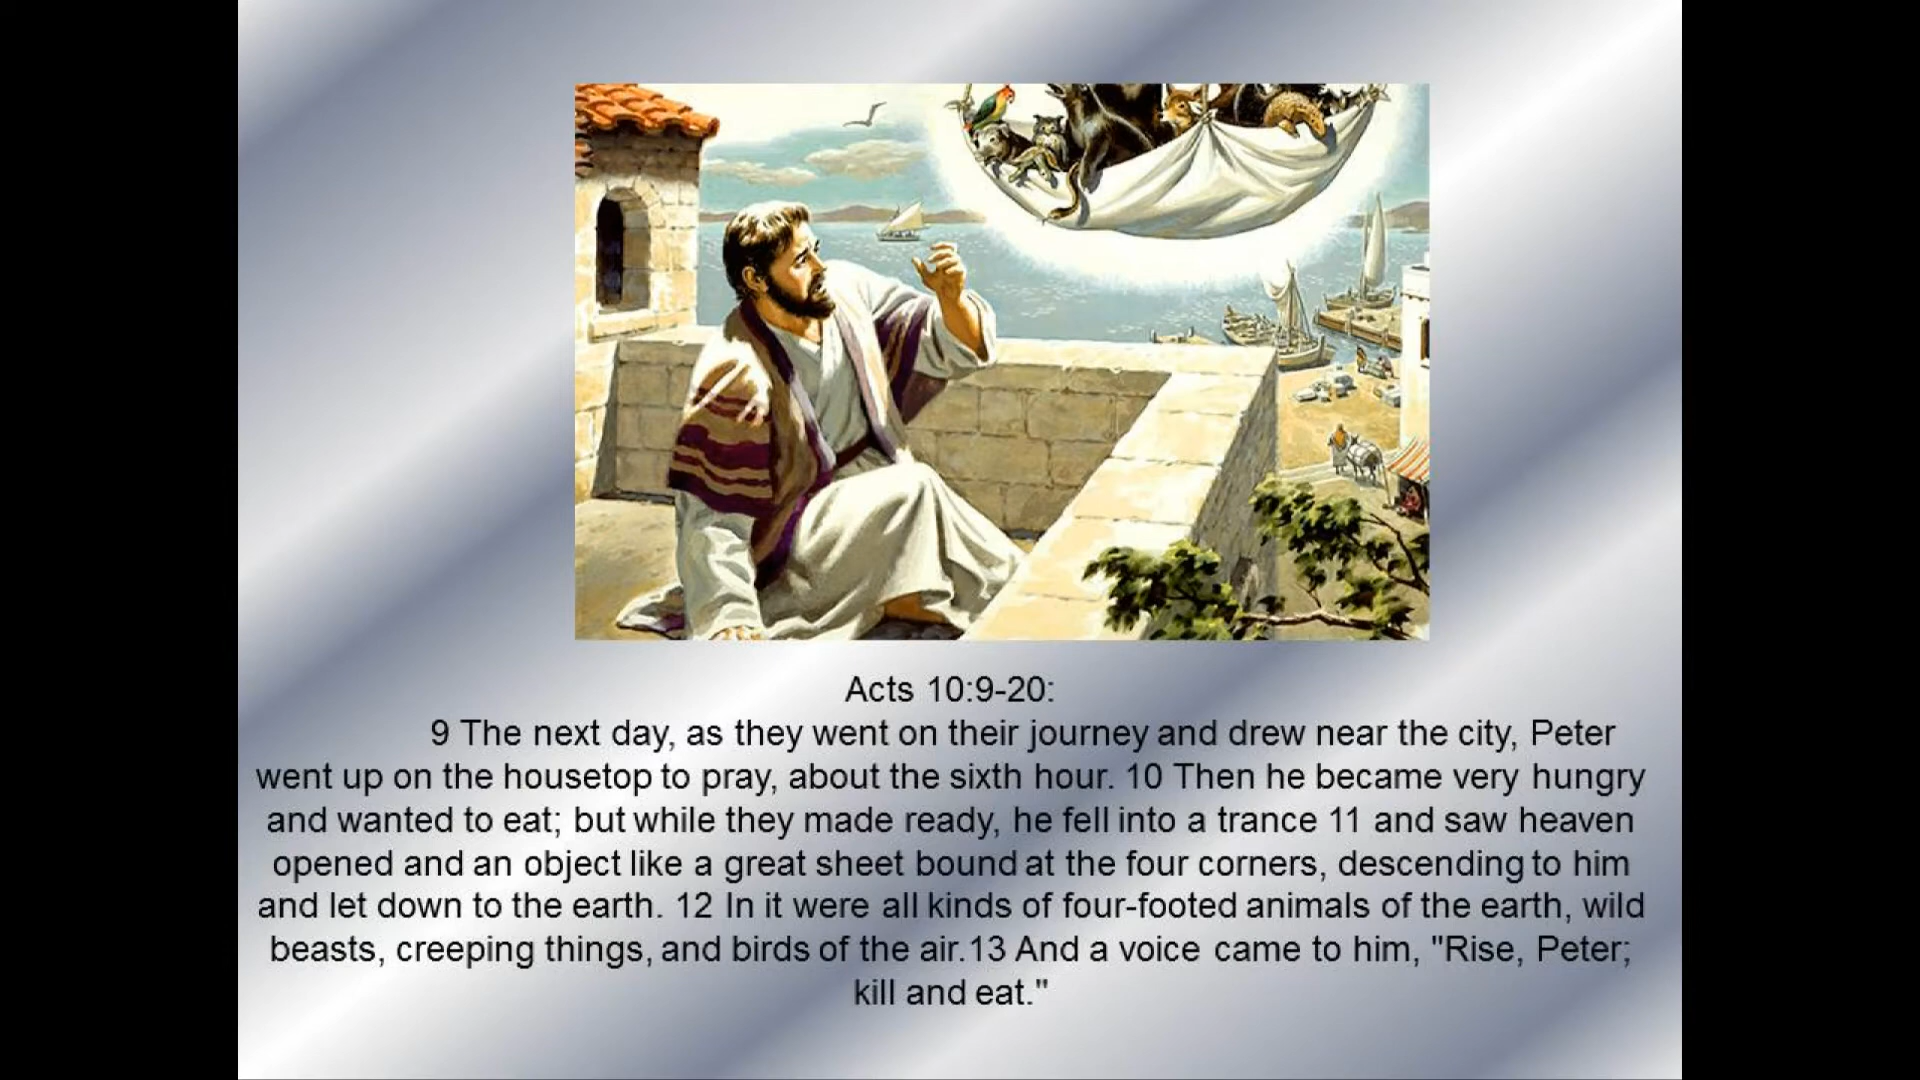 Acts 10:9-20:
9 The next day, as they went on their journey and drew near the city, Peter
went up on the housetop to pray, about the sixth hour. 10 Then he became very hungry
and wanted to eat; but while they made ready, he fell into a trance 11 and saw heaven
opened and an object like a great sheet bound at the four corners, descending to him
and let down to the earth. 12 In it were all kinds of four-footed animals of the earth, wild
beasts, creeping things, and birds of the air.13 And a voice came to him, "Rise, Peter;
kill and eat."